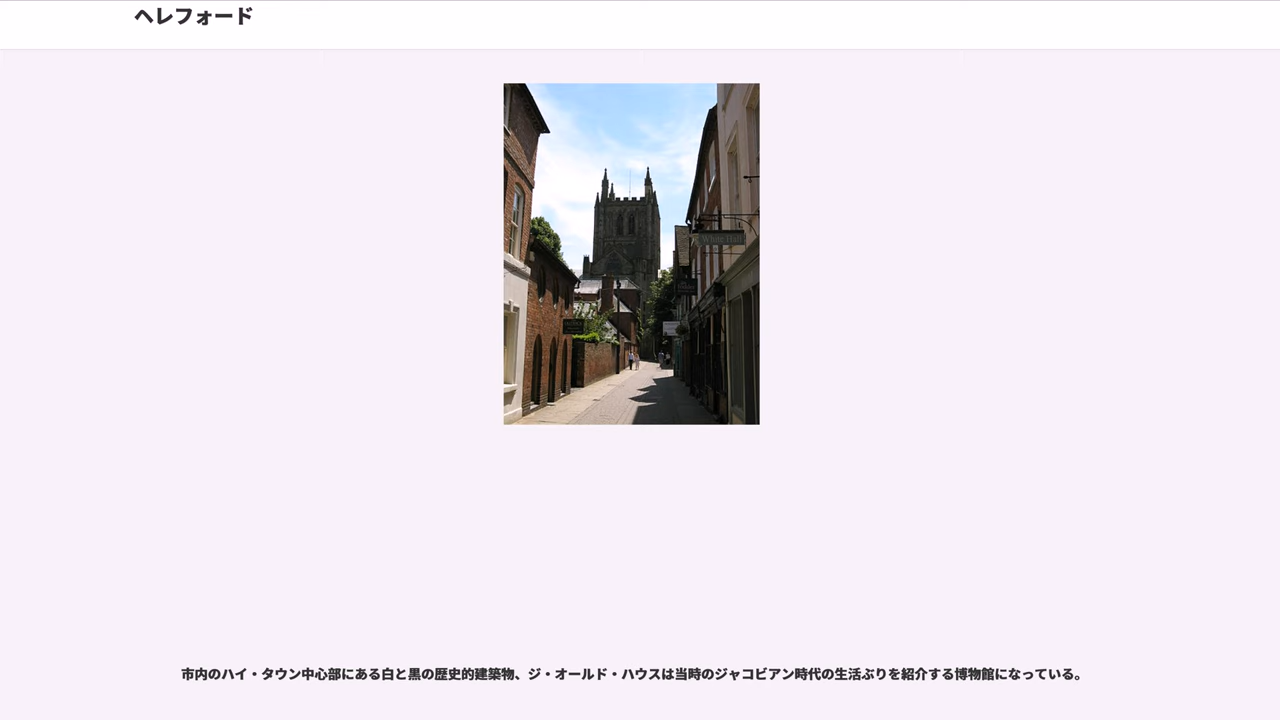 ヘレフォード
White Hall
市内のハイ・タウン中心部にある白と黒の歴史的建築物、ジ・オールド・ハウスは当時のジャコビアン時代の生活ぶりを紹介する博物館になっている。